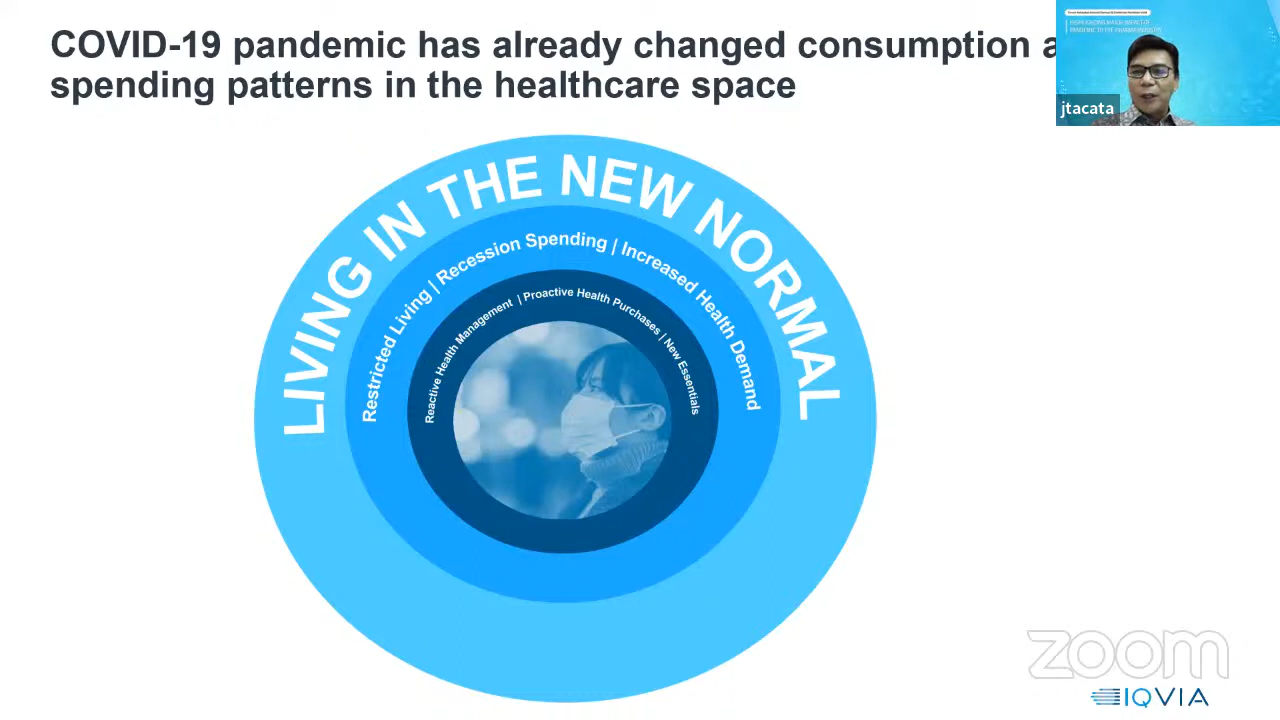 COVID-19 pandemic has already changed consumption a
spending patterns in the healthcare space
jtacata
LIVING IN THE NEW NORMAL
Restricted Living | Recession Spending | Increased Health Demand
Reactive Health Management | Proactive Health Purchases | New Essentials
zoom
IQVIA